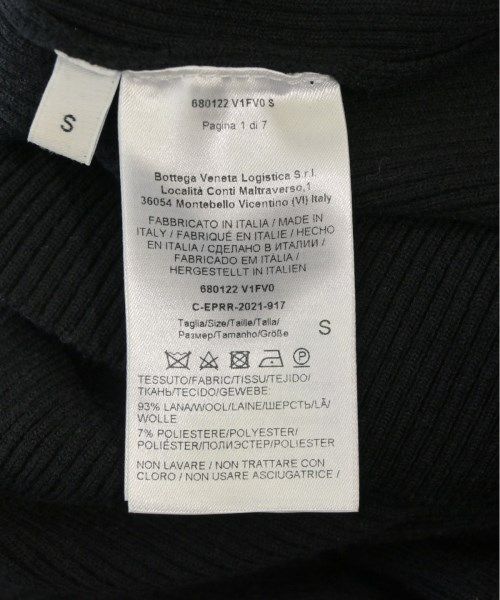 S
680122 V1FV0 S
Pagina 1 di 7
Bottega Veneta Logistica S.r.l.
Località Conti Maltraverso,1
36054 Montebello Vicentino (VI) Italy
FABBRICATO IN ITALIA / MADE IN
ITALY / FABRIQUÉ EN ITALIE / HECHO
EN ITALIA / СДЕЛАНО В ИТАЛИИ /
FABRICADO EM ITALIA /
HERGESTELLT IN ITALIEN
680122 V1FV0
C-EPRR-2021-917
Taglia/Size/Taille/Talla/
Размер/Tamanho/Größe
S
TESSUTO/FABRIC/TISSU/TEJIDO/
ТКАНЬ/TECIDO/GEWEBE:
93% LANA/WOOL/LAINE/ШЕРСТЬ/LÃ/
WOLLE
7% POLIESTERE/POLYESTER/
POLIÉSTER/ПОЛИЭСТЕР/POLIESTER
NON LAVARE / NON TRATTARE CON
CLORO / NON USARE ASCIUGATRICE /